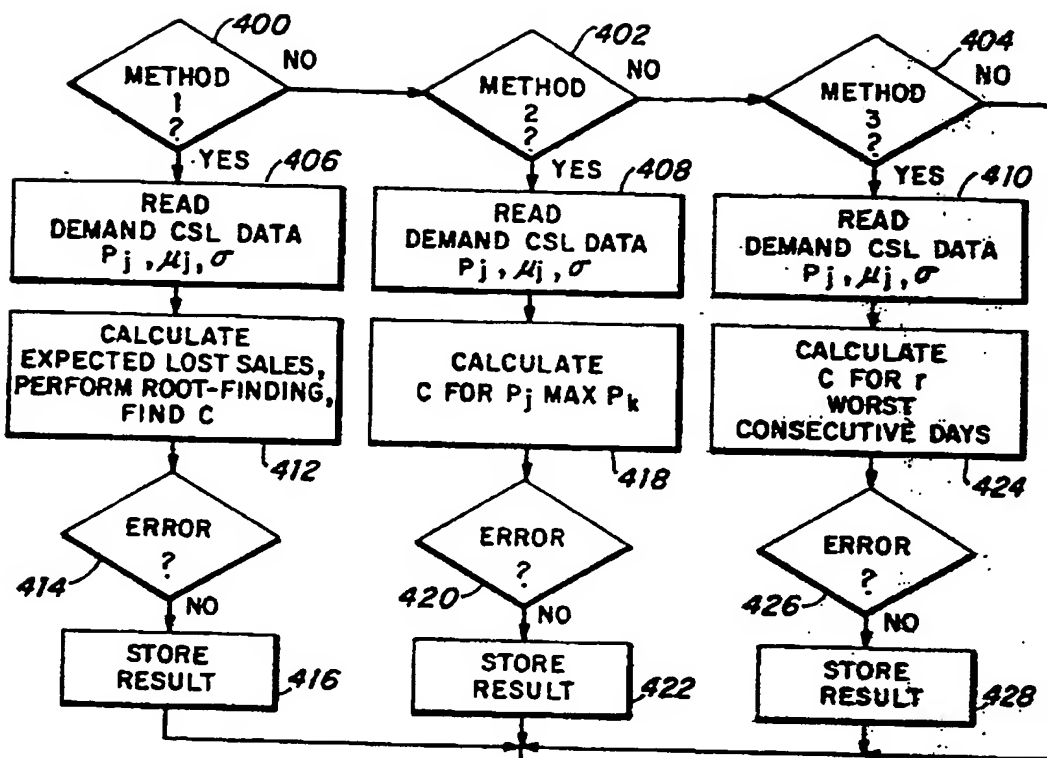 400
METHOD
1
?
NO
YES
402
METHOD
2
?
NO
YES
404
METHOD
3
?
NO
YES
406
READ
DEMAND CSL DATA
Pj, μj, σ
408
READ
DEMAND CSL DATA
Pj, μj, σ
410
READ
DEMAND CSL DATA
Pj, μj, σ
CALCULATE
EXPECTED LOST SALES,
PERFORM ROOT-FINDING,
FIND C
412
CALCULATE
C FOR Pj MAX Pk
418
CALCULATE
C FOR r
WORST
CONSECUTIVE DAYS
424
ERROR
?
414
NO
ERROR
?
420
NO
ERROR
?
426
NO
STORE
RESULT
416
STORE
RESULT
422
STORE
RESULT
428